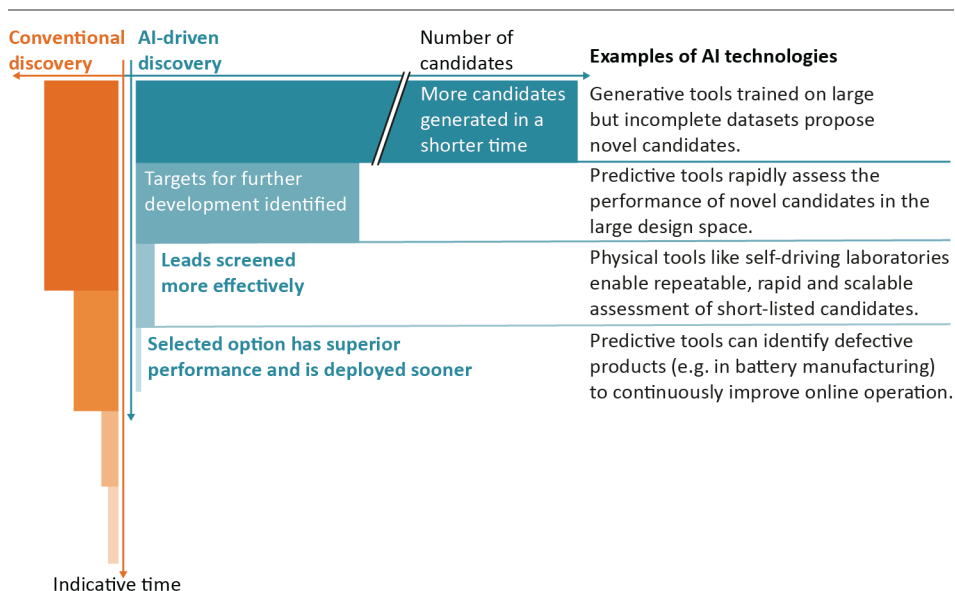 Conventional
discovery
AI-driven
discovery
Number of
candidates
Examples of AI technologies
More candidates
generated in a
shorter time
Generative tools trained on large
but incomplete datasets propose
novel candidates.
Targets for further
development identified
Predictive tools rapidly assess the
performance of novel candidates in the
large design space.
Leads screened
more effectively
Physical tools like self-driving laboratories
enable repeatable, rapid and scalable
assessment of short-listed candidates.
Selected option has superior
performance and is deployed sooner
Predictive tools can identify defective
products (e.g. in battery manufacturing)
to continuously improve online operation.
Indicative time